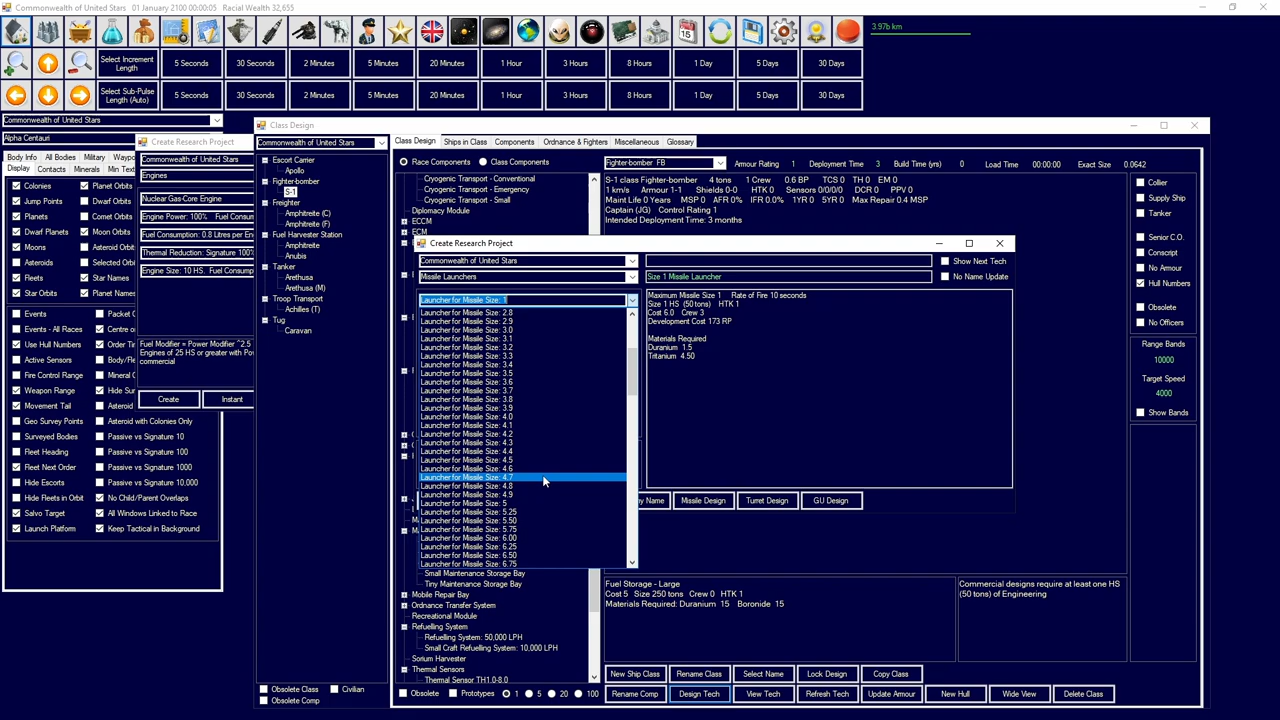 Commonwealth of United Stars   01 January 2100 00:00:05   Racial Wealth 32,655
3.97b km
Select Increment Length
5 Seconds
30 Seconds
2 Minutes
5 Minutes
20 Minutes
1 Hour
3 Hours
8 Hours
1 Day
5 Days
30 Days
Select Sub-Pulse Length (Auto)
5 Seconds
30 Seconds
2 Minutes
5 Minutes
20 Minutes
1 Hour
3 Hours
8 Hours
1 Day
5 Days
30 Days
Commonwealth of United Stars
Alpha Centauri
Body Info
All Bodies
Military
Contacts
Minerals
Display
Colonies
Planet Orbits
Jump Points
Dwarf Orbits
Planets
Comet Orbits
Dwarf Planets
Moon Orbits
Moons
Asteroids
Fleets
Star Names
Star Orbits
Events
Events - All Races
Use Hull Numbers
Active Sensors
Fire Control Range
Weapon Range
Movement Tail
Asteroid
Geo Survey Points
Asteroid with Colonies Only
Surveyed Bodies
Passive vs Signature 10
Fleet Heading
Passive vs Signature 100
Fleet Next Order
Passive vs Signature 1000
Hide Escorts
Passive vs Signature 10,000
Hide Fleets in Orbit
No Child/Parent Overlaps
Salvo Target
All Windows Linked to Race
Launch Platform
Keep Tactical in Background
Create Research Project
Commonwealth of United Stars
Engines
Nuclear Gas-Core Engine
Engine Power: 100%
Fuel Consumption: 0.8 Litres per
Thermal Reduction: Signature 100%
Engine Size: 10 HS.
Fuel Modifier = Power Modifier ^2.5
Engines of 25 HS or greater with
commercial
Create
Instant
Class Design
Commonwealth of United Stars
Escort Carrier
Apollo
Fighter-bomber
S-1
Freighter
Amphitreite (C)
Amphitreite (F)
Fuel Harvester Station
Amphitreite
Anubis
Tanker
Arethusa
Arethusa (M)
Troop Transport
Achilles (T)
Tug
Caravan
Obsolete Class
Civilian
Obsolete Comp
Class Design
Ships in Class
Components
Ordnance & Fighters
Miscellaneous
Glossary
Race Components
Class Components
Fighter-bomber  FB
Armour Rating   1   Deployment Time   3   Build Time (yrs)   0   Load Time   00:00:00   Exact Size   0.0642
Cryogenic Transport - Conventional
Cryogenic Transport - Emergency
Cryogenic Transport - Small
Diplomacy Module
ECCM
ECM
S-1 class Fighter-bomber   4 tons   1 Crew   0.6 BP   TCS 0   TH 0   EM 0
1 km/s   Armour 1-1   Shields 0-0   HTK 0   Sensors 0/0/0/0   DCR 0   PPV 0
Maint Life 0 Years   MSP 0   AFR 0%   IFR 0.0%   1YR 0   5YR 0   Max Repair 0.4 MSP
Captain (JG)   Control Rating 1
Intended Deployment Time: 3 months
Collier
Supply Ship
Tanker
Senior C.O.
Conscript
No Armour
Hull Numbers
Obsolete
No Officers
Range Bands
10000
Target Speed
4000
Show Bands
Create Research Project
Commonwealth of United Stars
Show Next Tech
Missile Launchers
Size 1 Missile Launcher
No Name Update
Launcher for Missile Size: 1
Launcher for Missile Size: 2.8
Launcher for Missile Size: 2.9
Launcher for Missile Size: 3.0
Launcher for Missile Size: 3.1
Launcher for Missile Size: 3.2
Launcher for Missile Size: 3.3
Launcher for Missile Size: 3.4
Launcher for Missile Size: 3.5
Launcher for Missile Size: 3.6
Launcher for Missile Size: 3.7
Launcher for Missile Size: 3.8
Launcher for Missile Size: 3.9
Launcher for Missile Size: 4.0
Launcher for Missile Size: 4.1
Launcher for Missile Size: 4.2
Launcher for Missile Size: 4.3
Launcher for Missile Size: 4.4
Launcher for Missile Size: 4.5
Launcher for Missile Size: 4.6
Launcher for Missile Size: 4.7
Launcher for Missile Size: 4.8
Launcher for Missile Size: 4.9
Launcher for Missile Size: 5
Launcher for Missile Size: 5.25
Launcher for Missile Size: 5.50
Launcher for Missile Size: 5.75
Launcher for Missile Size: 6.00
Launcher for Missile Size: 6.25
Launcher for Missile Size: 6.50
Launcher for Missile Size: 6.75
Maximum Missile Size 1   Rate of Fire 10 seconds
Size 1 HS (50 tons)   HTK 1
Cost 6.0   Crew 3
Development Cost 173 RP
Materials Required
Duranium   1.5
Tritanium   4.50
Name
Missile Design
Turret Design
GU Design
Small Maintenance Storage Bay
Tiny Maintenance Storage Bay
Mobile Repair Bay
Ordnance Transfer System
Recreational Module
Refuelling System
Refuelling System: 50,000 LPH
Small Craft Refuelling System: 10,000 LPH
Sorium Harvester
Thermal Sensors
Thermal Sensor TH1.0-8.0
Fuel Storage - Large
Cost 5   Size 250 tons   Crew 0   HTK 1
Materials Required: Duranium  15   Boronide  15
Commercial designs require at least one HS
(50 tons) of Engineering
Obsolete
Prototypes
1
5
20
100
New Ship Class
Rename Class
Select Name
Lock Design
Copy Class
Rename Comp
Design Tech
View Tech
Refresh Tech
Update Armour
New Hull
Wide View
Delete Class